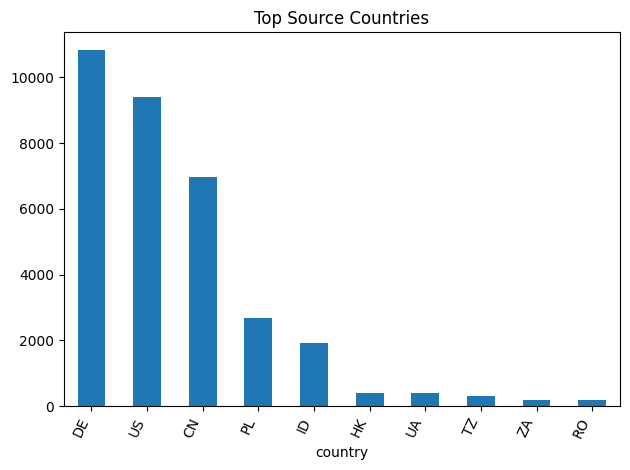 Top Source Countries
10000
8000
6000
4000
2000
0
DE
US
CN
PL
ID
HK
UA
TZ
ZA
RO
country